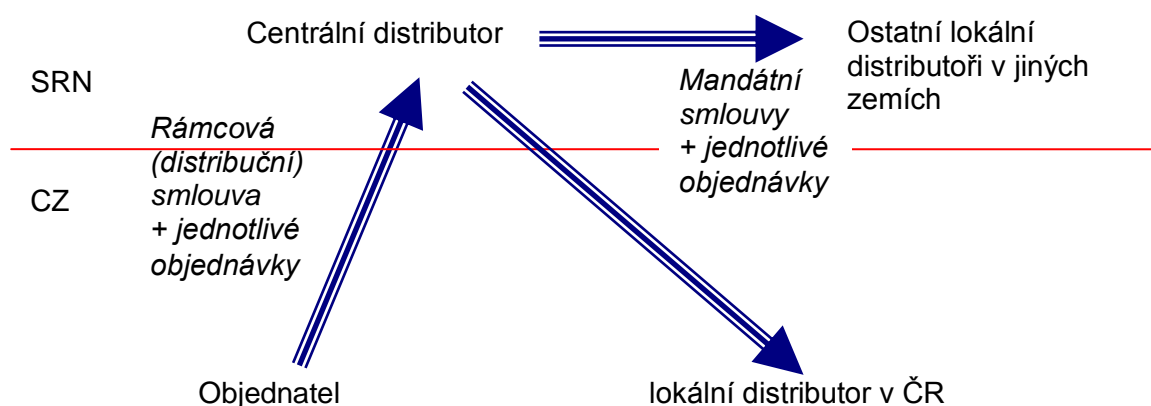 Centrální distributor
Ostatní lokální
distributoři v jiných
zemích
SRN
Mandátní
smlouvy
+ jednotlivé
objednávky
Rámcová
(distribuční)
smlouva
+ jednotlivé
objednávky
CZ
Objednatel
lokální distributor v ČR